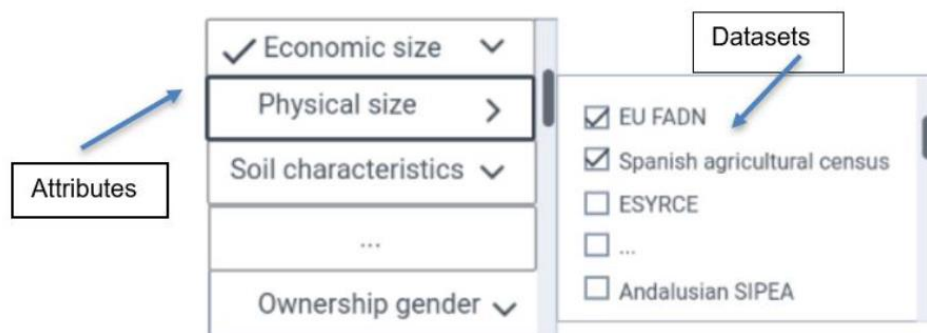 Datasets
Economic size
Physical size
Soil characteristics
...
Ownership gender
Attributes
EU FADN
Spanish agricultural census
ESYRCE
...
Andalusian SIPEA